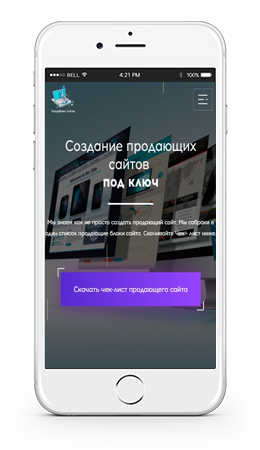 BELL 4:21 PM 100%
Разработка сайтов
Создание продающих
сайтов
под ключ
Мы знаем как не просто создать продающий сайт. Мы собрали в
один список продающие блоки сайта. Скачивайте Чек> лист ниже.
Скачать чек-лист продающего сайта